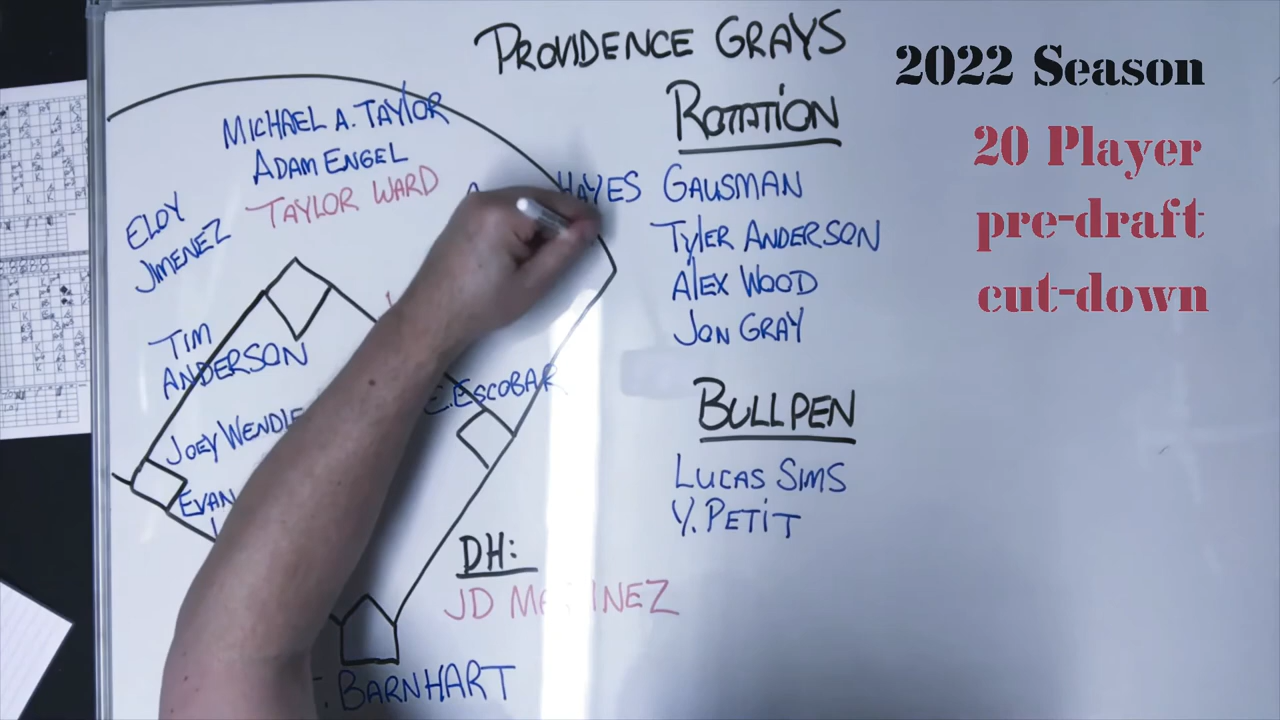 PROVIDENCE GRAYS
2022 Season
20 Player
pre-draft
cut-down
MICHAEL A. TAYLOR
ADAM ENGEL
TAYLOR WARD
ELOY
JIMENEZ
HAYES
TIM
ANDERSON
JOEY WENDLE
EVAN
E. ESCOBAR
DH:
JD MARTINEZ
BARNHART
ROTATION
GAUSMAN
TYLER ANDERSON
ALEX WOOD
JON GRAY
BULLPEN
LUCAS SIMS
Y. PETIT